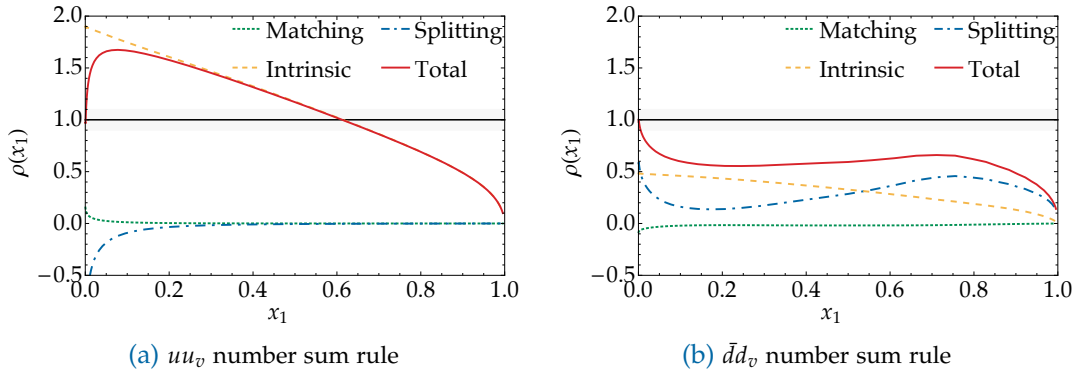 2.0
1.5
1.0
0.5
0.0
−0.5
ρ(x₁)
Matching
Splitting
Intrinsic
Total
0.0 0.2 0.4 0.6 0.8 1.0
x₁
(a) uuᵥ number sum rule
2.0
1.5
1.0
0.5
0.0
−0.5
ρ(x₁)
Matching
Splitting
Intrinsic
Total
0.0 0.2 0.4 0.6 0.8 1.0
x₁
(b) d̄dᵥ number sum rule